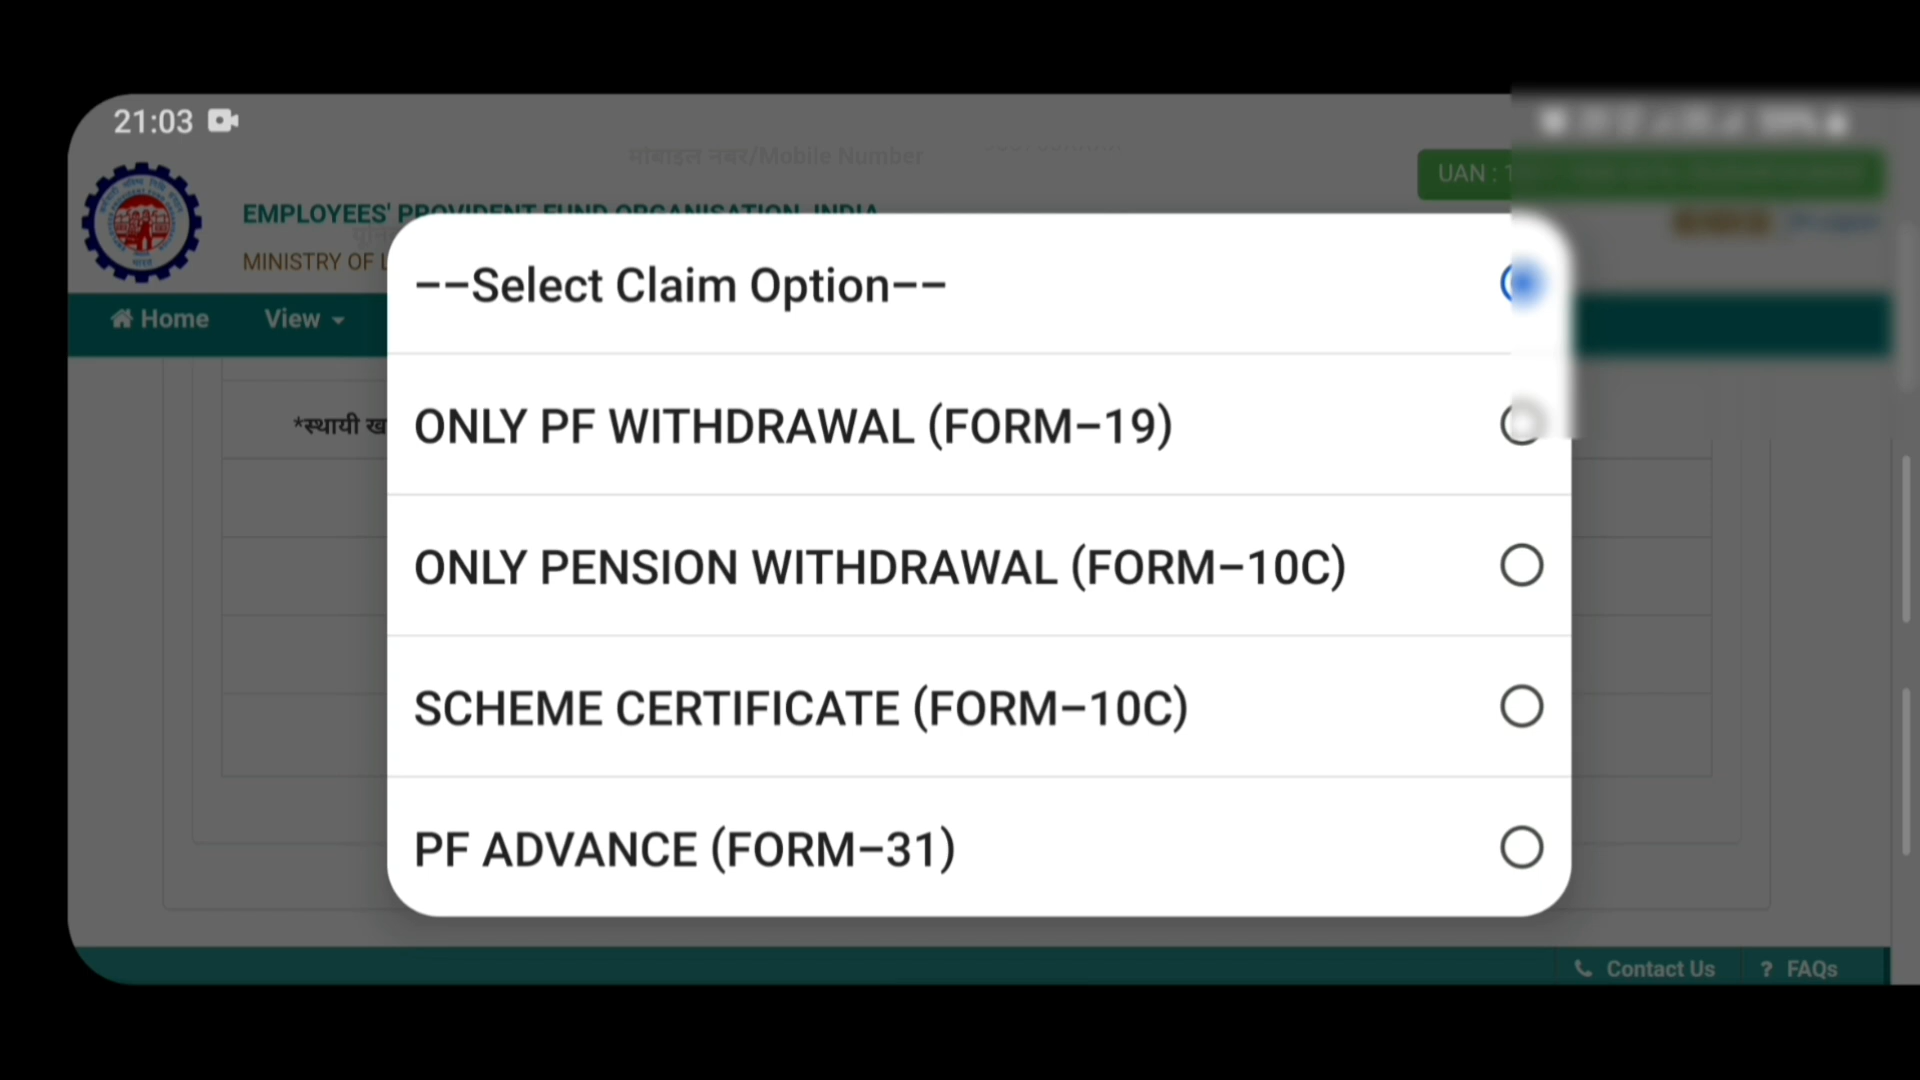 21:03
मोबाइल नंबर/Mobile Number
UAN : 1
EMPLOYEES' PROVIDENT FUND ORGANISATION, INDIA
MINISTRY OF L
Home View
--Select Claim Option--
*स्थायी ख
ONLY PF WITHDRAWAL (FORM-19)
ONLY PENSION WITHDRAWAL (FORM-10C)
SCHEME CERTIFICATE (FORM-10C)
PF ADVANCE (FORM-31)
Contact Us ? FAQs